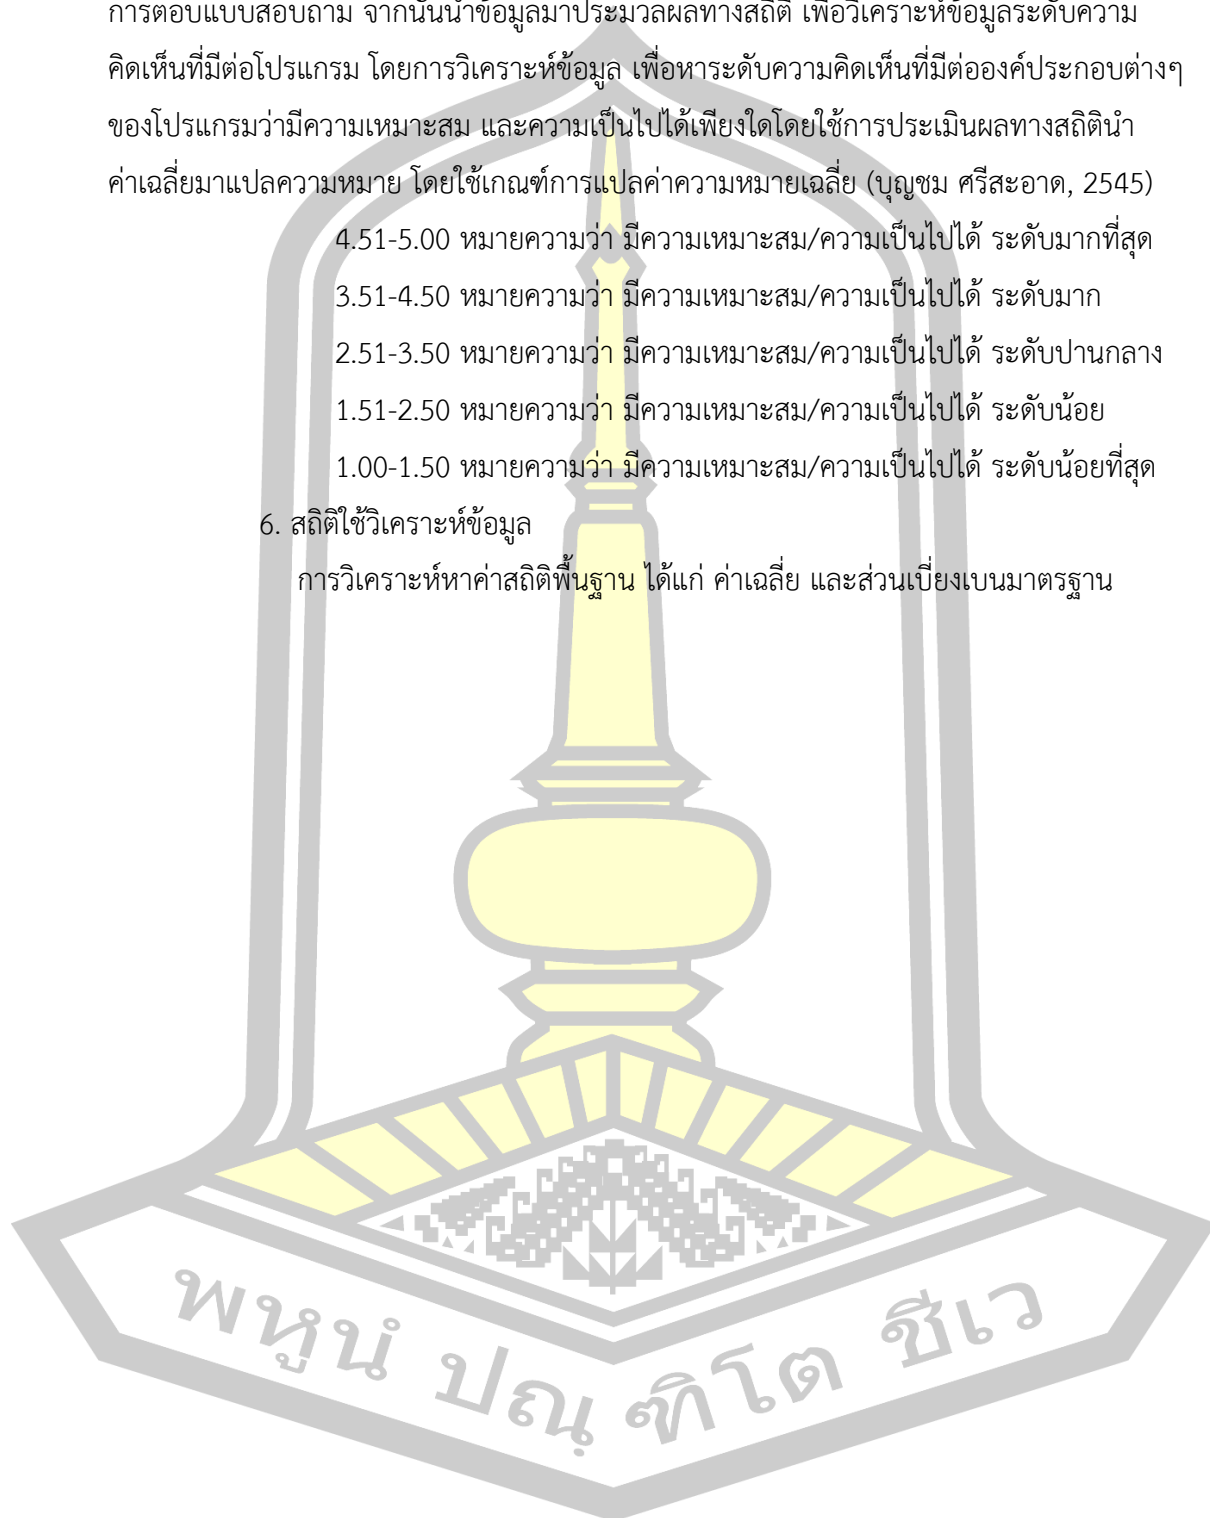 การตอบแบบสอบถาม จากนั้นนำข้อมูลมาประมวลผลทางสถิติ เพื่อวิเคราะห์ข้อมูลระดับความ
คิดเห็นที่มีต่อโปรแกรม โดยการวิเคราะห์ข้อมูล เพื่อหาระดับความคิดเห็นที่มีต่อองค์ประกอบต่างๆ
ของโปรแกรมว่ามีความเหมาะสม และความเป็นไปได้เพียงใดโดยใช้การประเมินผลทางสถิตินำ
ค่าเฉลี่ยมาแปลความหมาย โดยใช้เกณฑ์การแปลค่าความหมายเฉลี่ย (บุญชม ศรีสะอาด, 2545)
4.51-5.00 หมายความว่า มีความเหมาะสม/ความเป็นไปได้ ระดับมากที่สุด
3.51-4.50 หมายความว่า มีความเหมาะสม/ความเป็นไปได้ ระดับมาก
2.51-3.50 หมายความว่า มีความเหมาะสม/ความเป็นไปได้ ระดับปานกลาง
1.51-2.50 หมายความว่า มีความเหมาะสม/ความเป็นไปได้ ระดับน้อย
1.00-1.50 หมายความว่า มีความเหมาะสม/ความเป็นไปได้ ระดับน้อยที่สุด
6. สถิติใช้วิเคราะห์ข้อมูล
การวิเคราะห์หาค่าสถิติพื้นฐาน ได้แก่ ค่าเฉลี่ย และส่วนเบี่ยงเบนมาตรฐาน
พหูนํ ปณฺฑิโต ชีเว